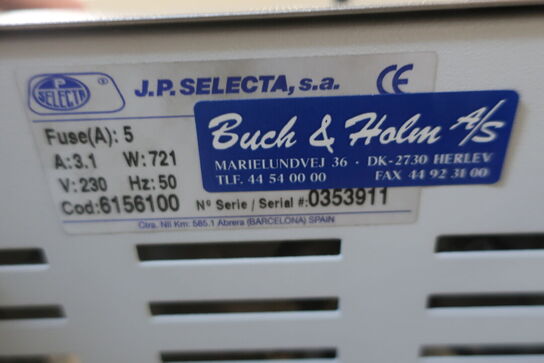 P
SELECTA ®
J.P. SELECTA, s.a. CE
Fuse(A): 5
A:3.1 W:721
V:230 Hz:50
Cod:6156100 Nº Serie / Serial #:0353911
Ctra. NII Km: 585.1 Abrera (BARCELONA) SPAIN
Buch & Holm A/S
MARIELUNDVEJ 36 · DK-2730 HERLEV
TLF. 44 54 00 00 FAX 44 92 31 00